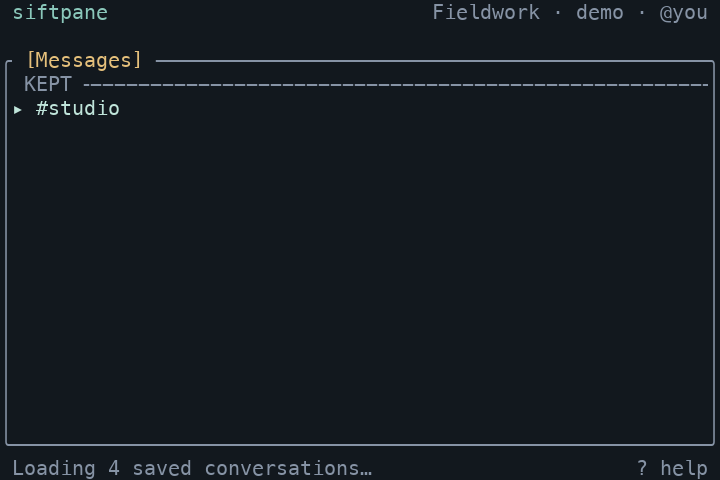 siftpane Fieldwork · demo · @you
[Messages]
KEPT
▸ #studio
Loading 4 saved conversations… ? help